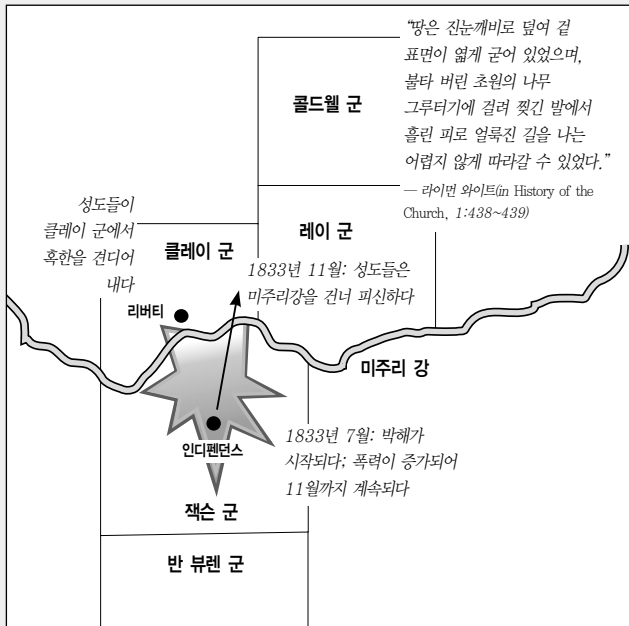 “땅은 진눈깨비로 덮여 겉
표면이 엷게 굳어 있었으며,
불타 버린 초원의 나무
그루터기에 걸려 찢긴 발에서
흘린 피로 얼룩진 길을 나는
어렵지 않게 따라갈 수 있었다.”
— 라이먼 와이트(in History of the
Church, 1:438~439)
콜드웰 군
성도들이
클레이 군에서
혹한을 견디어
내다
클레이 군
레이 군
1833년 11월: 성도들은
미주리강을 건너 피신하다
리버티
미주리 강
인디펜던스
1833년 7월: 박해가
시작되다; 폭력이 증가되어
11월까지 계속되다
잭슨 군
반 뷰렌 군